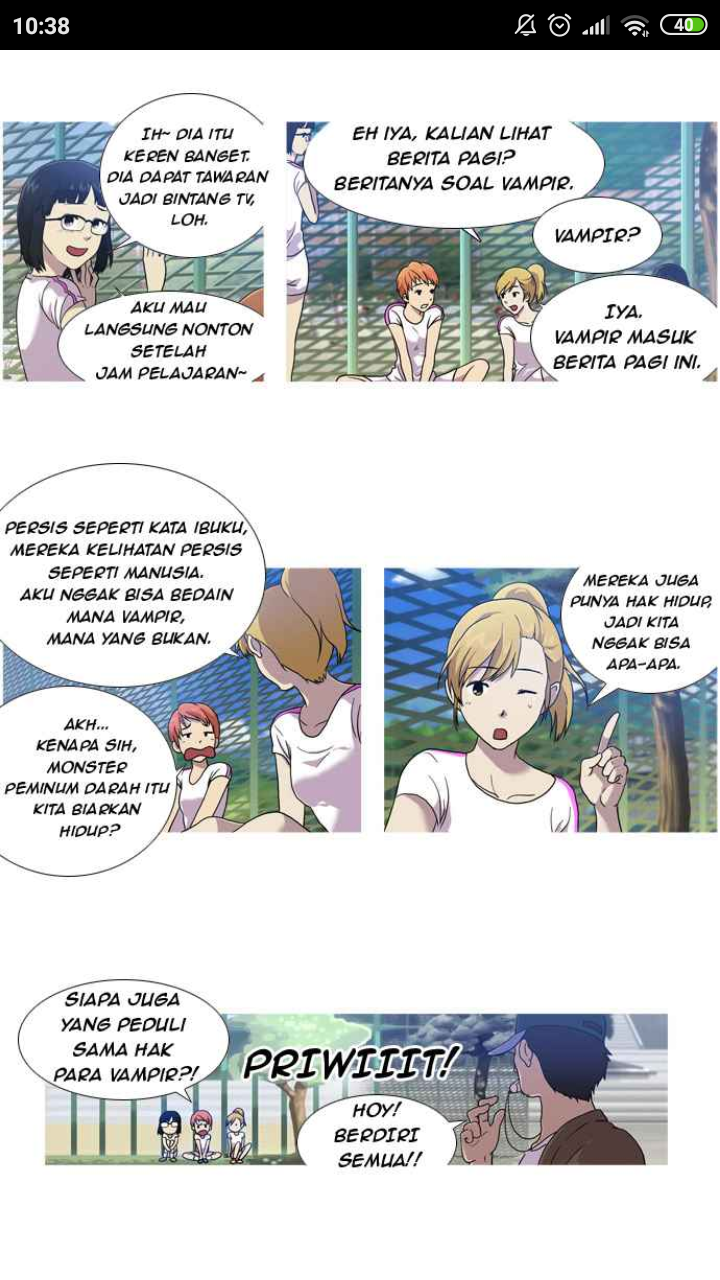 10:38
40
IH~ DIA ITU
KEREN BANGET.
DIA DAPAT TAWARAN
JADI BINTANG TV,
LOH.
AKU MAU
LANGSUNG NONTON
SETELAH
JAM PELAJARAN~
EH IYA, KALIAN LIHAT
BERITA PAGI?
BERITANYA SOAL VAMPIR.
VAMPIR?
IYA.
VAMPIR MASUK
BERITA PAGI INI.
PERSIS SEPERTI KATA IBUKU,
MEREKA KELIHATAN PERSIS
SEPERTI MANUSIA.
AKU NGGAK BISA BEDAIN
MANA VAMPIR,
MANA YANG BUKAN.
AKH...
KENAPA SIH,
MONSTER
PEMINUM DARAH ITU
KITA BIARKAN
HIDUP?
MEREKA JUGA
PUNYA HAK HIDUP,
JADI KITA
NGGAK BISA
APA-APA.
SIAPA JUGA
YANG PEDULI
SAMA HAK
PARA VAMPIR?!
PRIWIIIT!
HOY!
BERDIRI
SEMUA!!